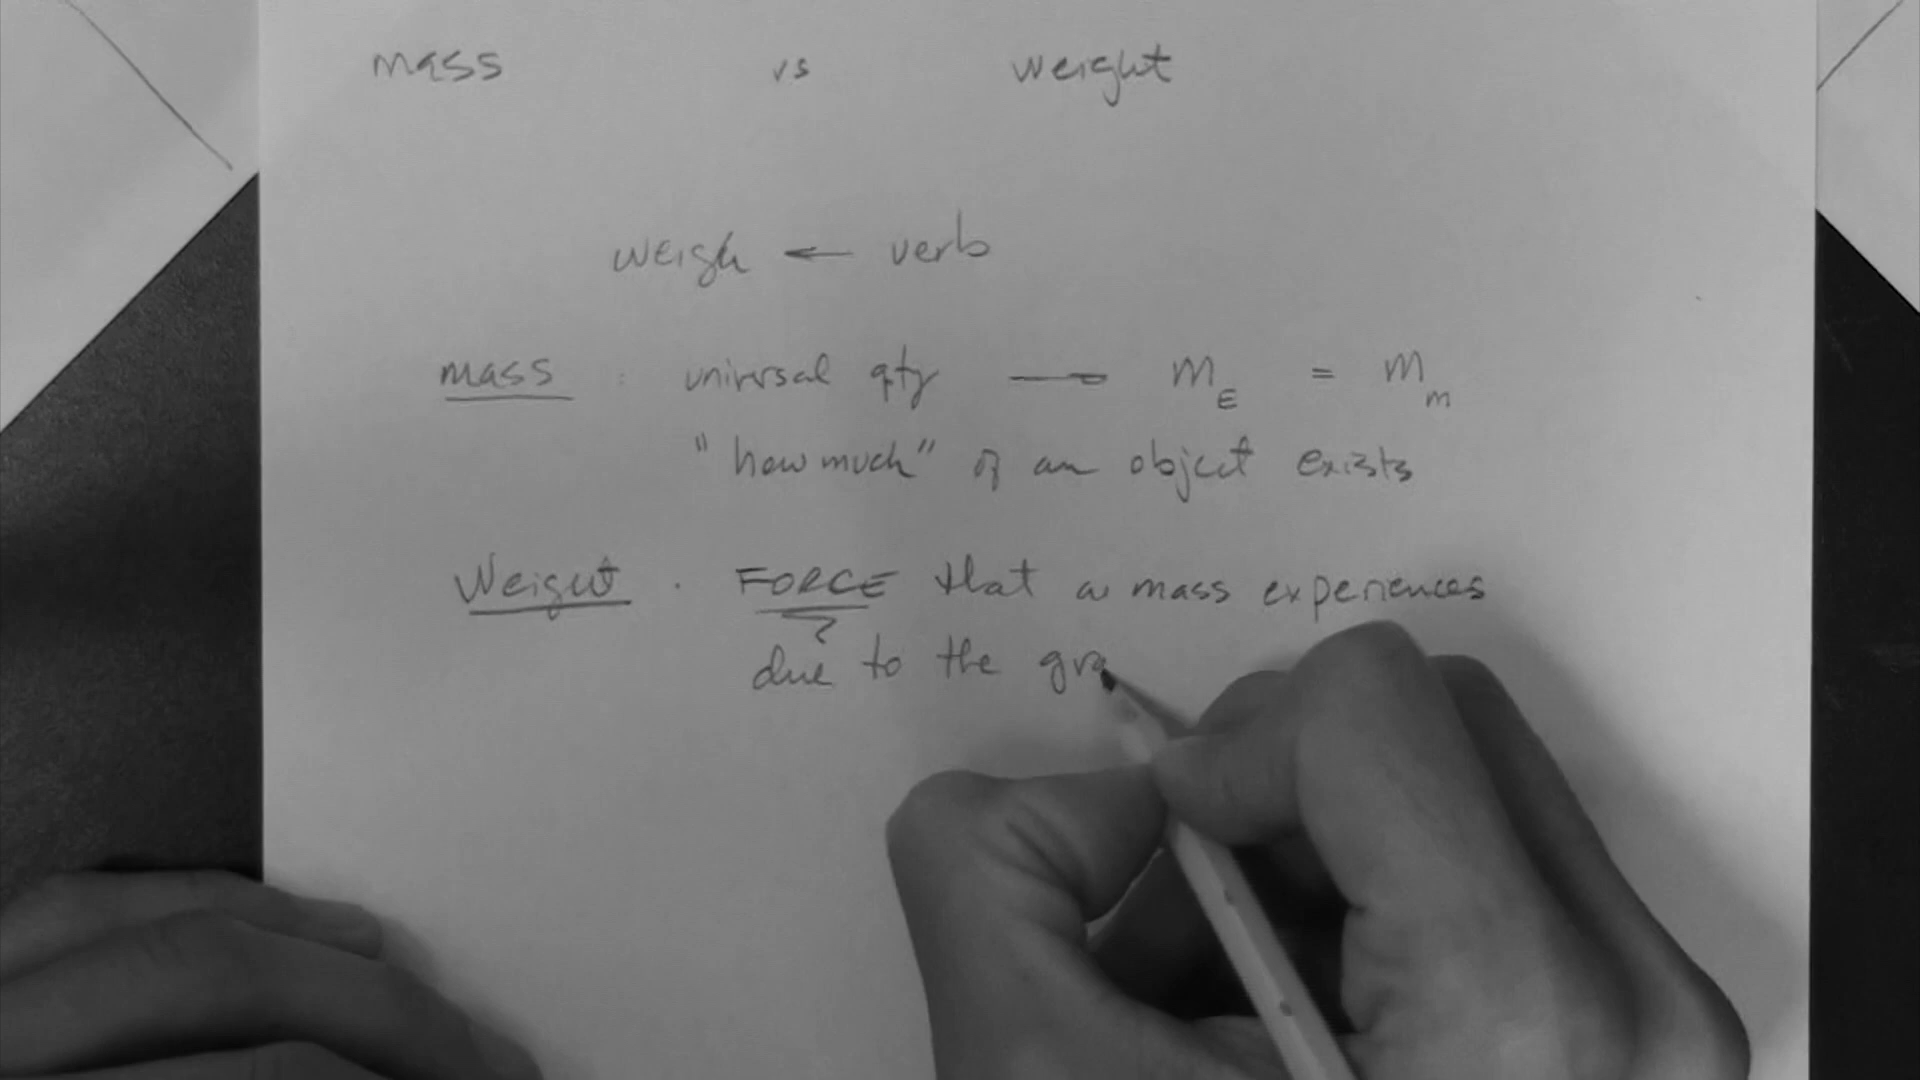 mass vs weight
weigh ← verb
mass : universal qty — M_E = M_m
"how much" of an object exists
Weight . FORCE that a mass experiences
due to the gra